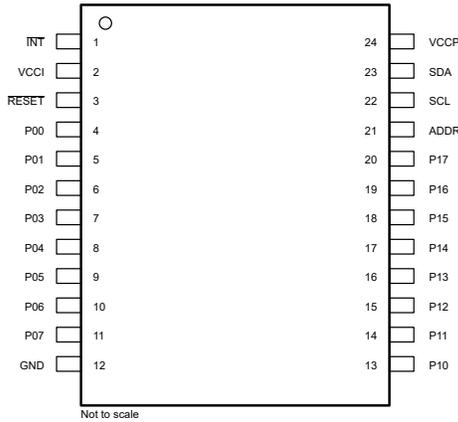 INT 1 24 VCCP
VCCI 2 23 SDA
RESET 3 22 SCL
P00 4 21 ADDR
P01 5 20 P17
P02 6 19 P16
P03 7 18 P15
P04 8 17 P14
P05 9 16 P13
P06 10 15 P12
P07 11 14 P11
GND 12 13 P10
Not to scale